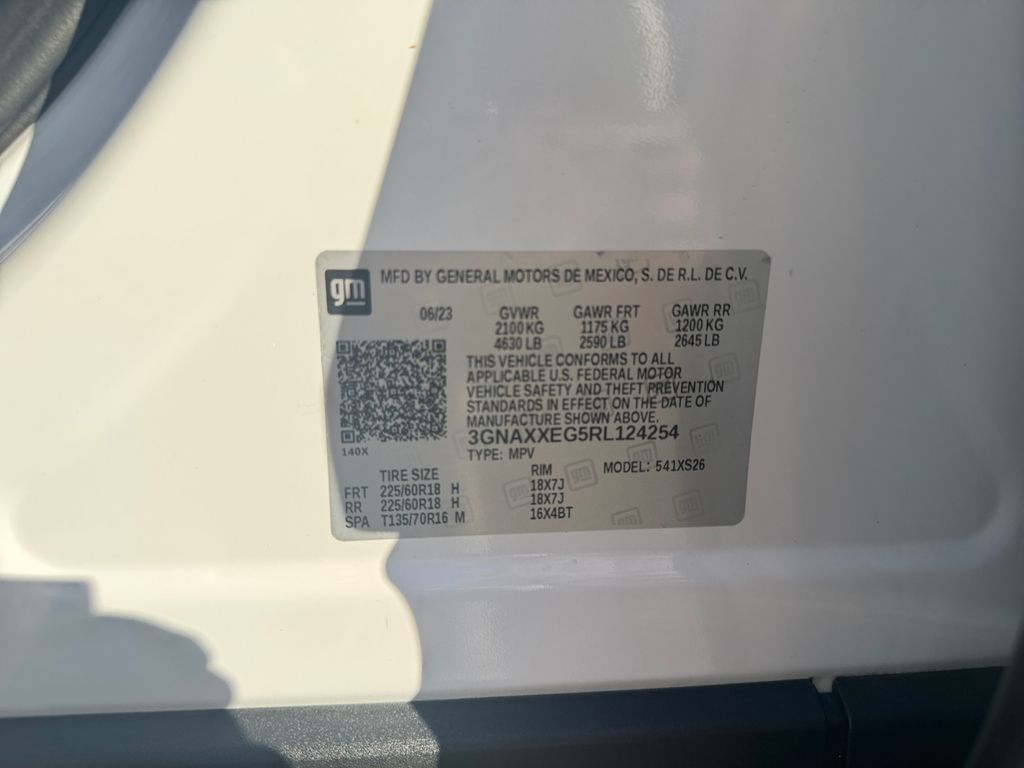 gm MFD BY GENERAL MOTORS DE MEXICO, S. DE R.L. DE C.V.
06/23 GVWR GAWR FRT GAWR RR
2100 KG 1175 KG 1200 KG
4630 LB 2590 LB 2645 LB
THIS VEHICLE CONFORMS TO ALL
APPLICABLE U.S. FEDERAL MOTOR
VEHICLE SAFETY AND THEFT PREVENTION
STANDARDS IN EFFECT ON THE DATE OF
MANUFACTURE SHOWN ABOVE.
3GNAXXEG5RL124254
140X
TYPE: MPV
TIRE SIZE RIM MODEL: 541XS26
FRT 225/60R18 H 18X7J
RR 225/60R18 H 18X7J
SPA T135/70R16 M 16X4BT